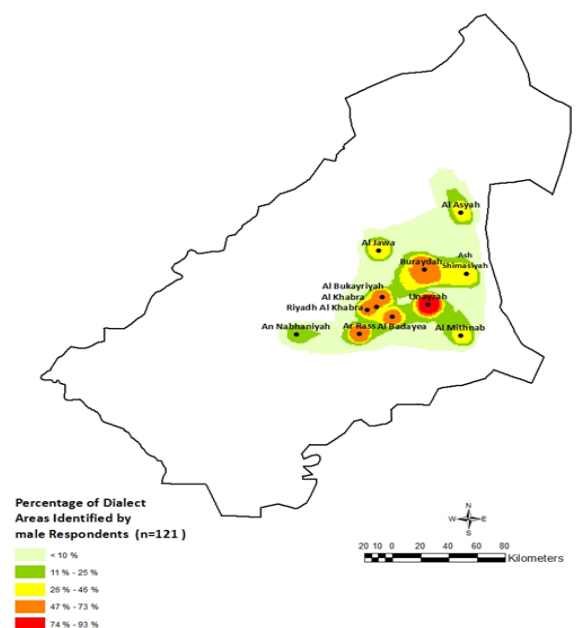 Al Asyah
Al Jawa
Buraydah
Ash
Shimasiyah
Al Bukayriyah
Al Khabra
Unayzah
Riyadh Al Khabra
An Nabhaniyah
Ar Rass
Al Badayea
Al Mithnab
Percentage of Dialect
Areas Identified by
male Respondents (n=121 )
< 10 %
11 % - 25 %
26 % - 46 %
47 % - 73 %
74 % - 93 %
N
W E
S
20 10 0 20 40 60 80
Kilometers